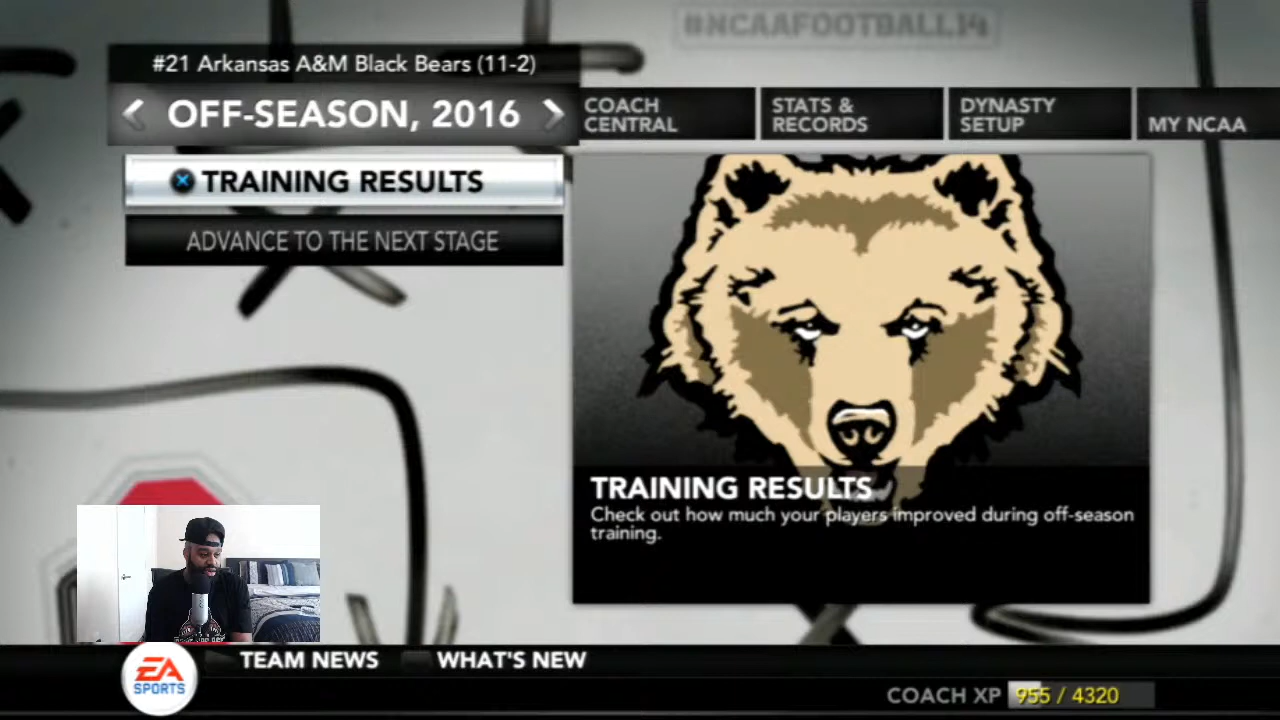 #NCAAFOOTBALL14
#21 Arkansas A&M Black Bears (11-2)
OFF-SEASON, 2016
COACH
CENTRAL
STATS &
RECORDS
DYNASTY
SETUP
MY NCAA
TRAINING RESULTS
ADVANCE TO THE NEXT STAGE
TRAINING RESULTS
Check out how much your players improved during off-season
training.
EA
SPORTS
TEAM NEWS
WHAT'S NEW
COACH XP 955 / 4320